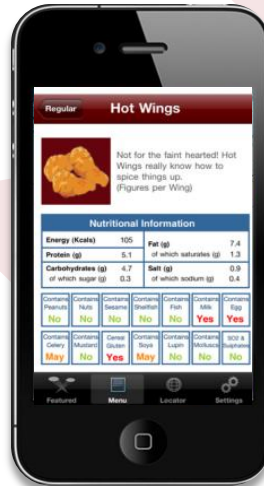 Regular
Hot Wings
Not for the faint hearted! Hot
Wings really know how to
spice things up.
(Figures per Wing)
Nutritional Information
Energy (Kcals) 105
Protein (g) 5.1
Carbohydrates (g) 4.7
of which sugar (g) 0.3
Fat (g) 7.4
of which saturates (g) 1.3
Salt (g) 0.9
of which sodium (g) 0.4
Contains Peanuts No
Contains Nuts No
Contains Sesame No
Contains Shellfish No
Contains Fish No
Contains Milk Yes
Contains Egg Yes
Contains Celery May
Contains Mustard No
Cereal Gluten Yes
Contains Soya May
Contains Lupin No
Contains Molluscs No
SO2 & Sulphates No
Featured
Menu
Locator
Settings